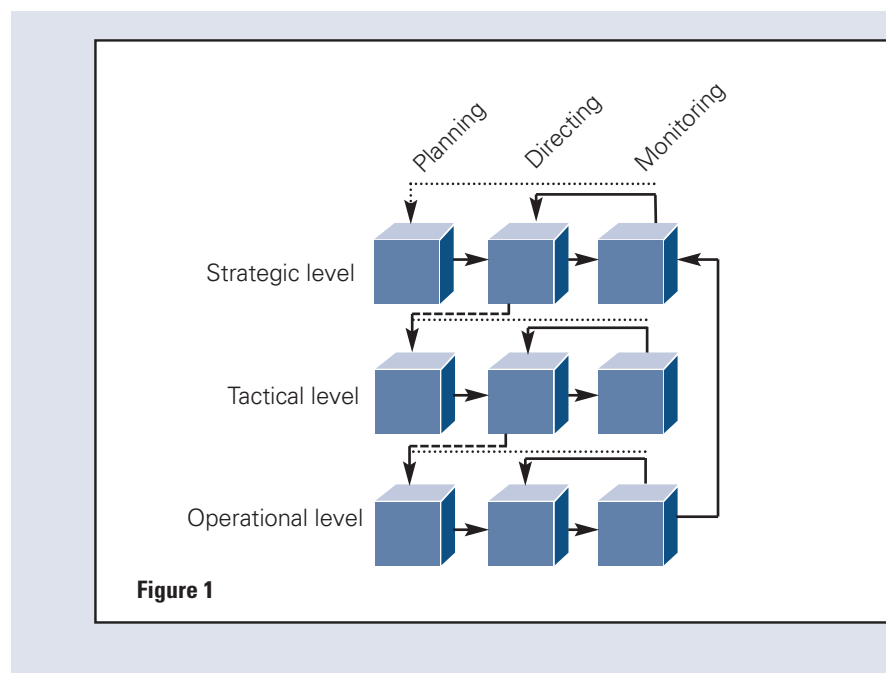 Planning
Directing
Monitoring
Strategic level
Tactical level
Operational level
Figure 1